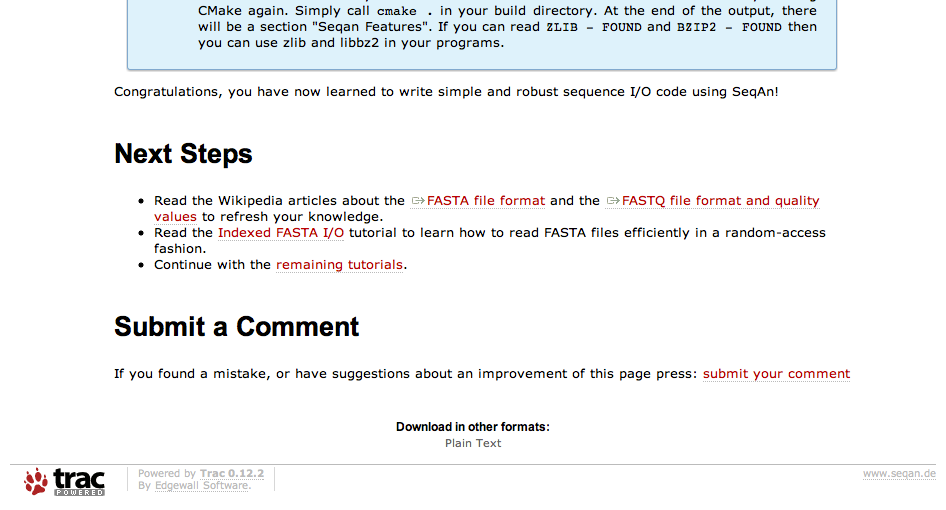 CMake again. Simply call cmake . in your build directory. At the end of the output, there
will be a section "Seqan Features". If you can read ZLIB - FOUND and BZIP2 - FOUND then
you can use zlib and libbz2 in your programs.
Congratulations, you have now learned to write simple and robust sequence I/O code using SeqAn!
Next Steps
• Read the Wikipedia articles about the FASTA file format and the FASTQ file format and quality
values to refresh your knowledge.
• Read the Indexed FASTA I/O tutorial to learn how to read FASTA files efficiently in a random-access
fashion.
• Continue with the remaining tutorials.
Submit a Comment
If you found a mistake, or have suggestions about an improvement of this page press: submit your comment
Download in other formats:
Plain Text
trac
POWERED
Powered by Trac 0.12.2
By Edgewall Software.
www.seqan.de